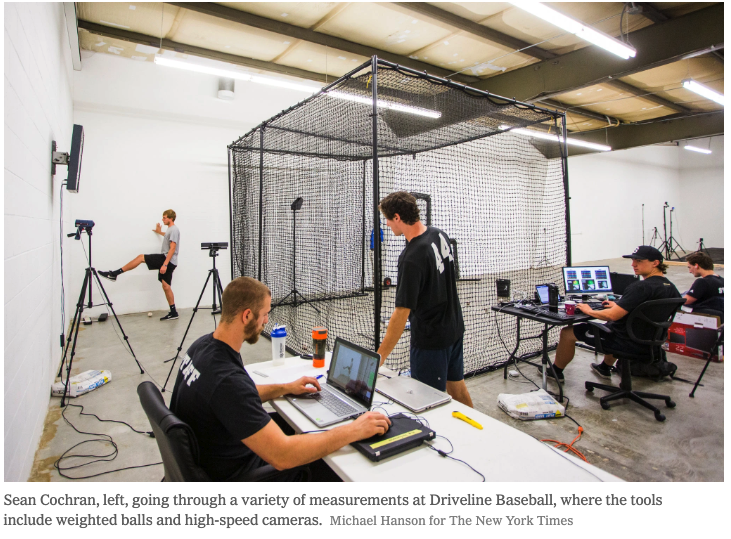 STAFF
14
Sean Cochran, left, going through a variety of measurements at Driveline Baseball, where the tools
include weighted balls and high-speed cameras. Michael Hanson for The New York Times